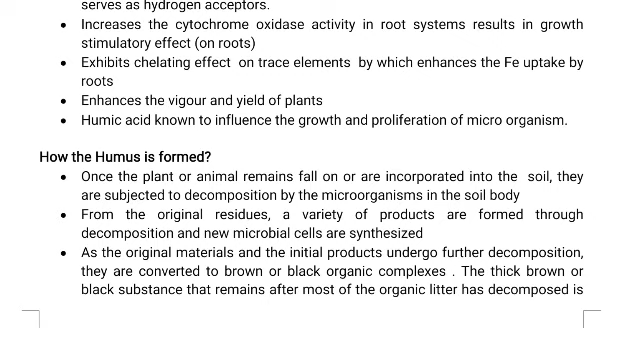 serves as hydrogen acceptors.
• Increases the cytochrome oxidase activity in root systems results in growth
stimulatory effect (on roots)
• Exhibits chelating effect on trace elements by which enhances the Fe uptake by
roots
• Enhances the vigour and yield of plants
• Humic acid known to influence the growth and proliferation of micro organism.
How the Humus is formed?
• Once the plant or animal remains fall on or are incorporated into the soil, they
are subjected to decomposition by the microorganisms in the soil body
• From the original residues, a variety of products are formed through
decomposition and new microbial cells are synthesized
• As the original materials and the initial products undergo further decomposition,
they are converted to brown or black organic complexes . The thick brown or
black substance that remains after most of the organic litter has decomposed is